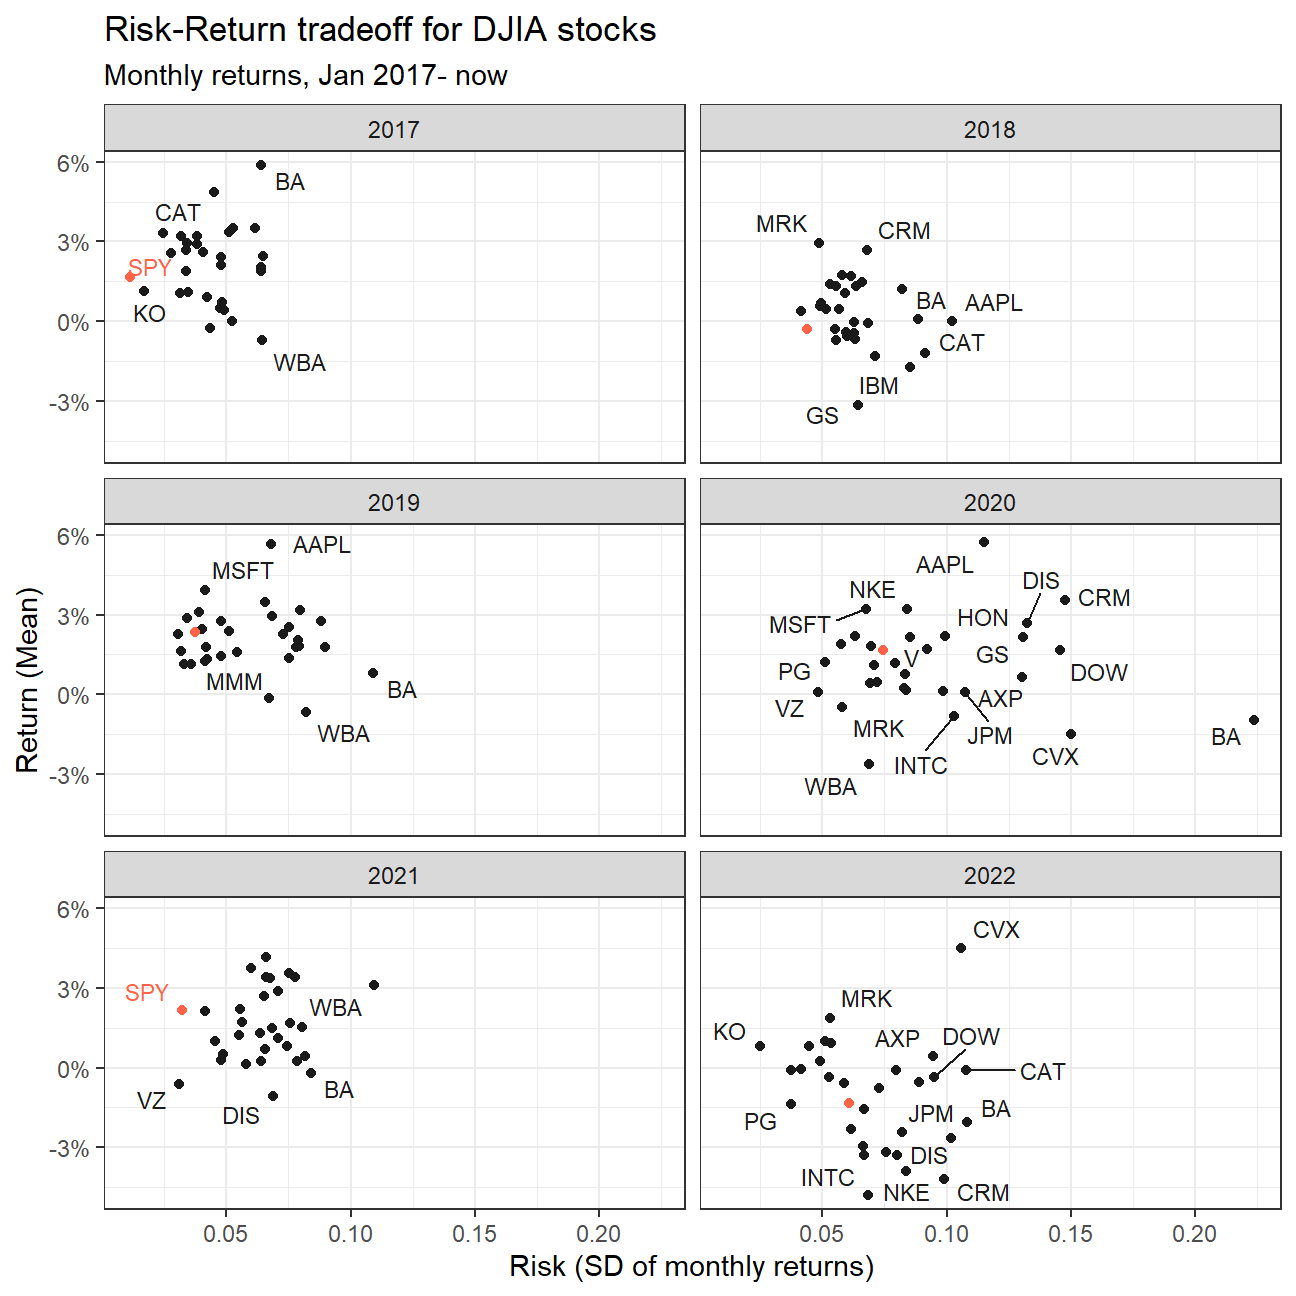 Risk-Return tradeoff for DJIA stocks
Monthly returns, Jan 2017- now
2017
2018
6%
3%
0%
-3%
BA
CAT
SPY
KO
WBA
MRK
CRM
BA
AAPL
CAT
IBM
GS
2019
2020
6%
3%
0%
-3%
AAPL
MSFT
MMM
BA
WBA
AAPL
DIS
NKE
CRM
HON
MSFT
GS
V
PG
DOW
AXP
VZ
MRK
JPM
BA
CVX
INTC
WBA
2021
2022
6%
3%
0%
-3%
SPY
WBA
BA
VZ
DIS
CVX
MRK
KO
AXP
DOW
CAT
BA
JPM
PG
DIS
INTC
NKE
CRM
0.05
0.10
0.15
0.20
0.05
0.10
0.15
0.20
Return (Mean)
Risk (SD of monthly returns)